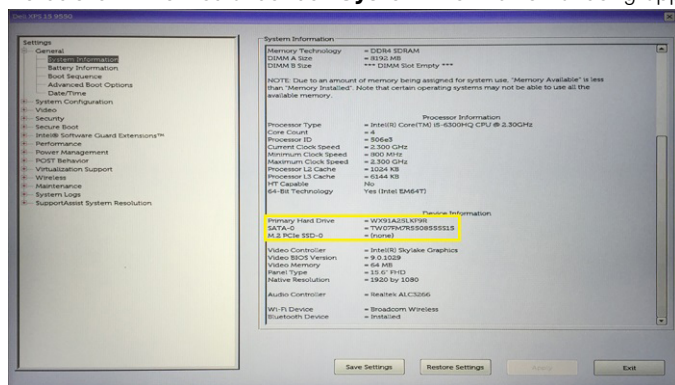 Dell XPS 15 9550
Settings
General
System Information
Battery Information
Boot Sequence
Advanced Boot Options
Date/Time
System Configuration
Video
Security
Secure Boot
Intel® Software Guard Extensions™
Performance
Power Management
POST Behavior
Virtualization Support
Wireless
Maintenance
System Logs
SupportAssist System Resolution
System Information
Memory Technology = DDR4 SDRAM
DIMM A Size = 8192 MB
DIMM B Size *** DIMM Slot Empty ***
NOTE: Due to an amount of memory being assigned for system use, "Memory Available" is less
than "Memory Installed". Note that certain operating systems may not be able to use all the
available memory.
Processor Information
Processor Type = Intel(R) Core(TM) i5-6300HQ CPU @ 2.30GHz
Core Count = 4
Processor ID = 506e3
Current Clock Speed = 2.300 GHz
Minimum Clock Speed = 800 MHz
Maximum Clock Speed = 2.300 GHz
Processor L2 Cache = 1024 KB
Processor L3 Cache = 6144 KB
HT Capable No
64-Bit Technology Yes (Intel EM64T)
Device Information
Primary Hard Drive
SATA-0
M.2 PCIe SSD-0 = (none)
Video Controller = Intel(R) Skylake Graphics
Video BIOS Version = 9.0.1029
Video Memory = 64 MB
Panel Type = 15.6" FHD
Native Resolution = 1920 by 1080
Audio Controller = Realtek ALC3266
Wi-Fi Device = Broadcom Wireless
Bluetooth Device = Installed
Save Settings
Restore Settings
Apply
Exit